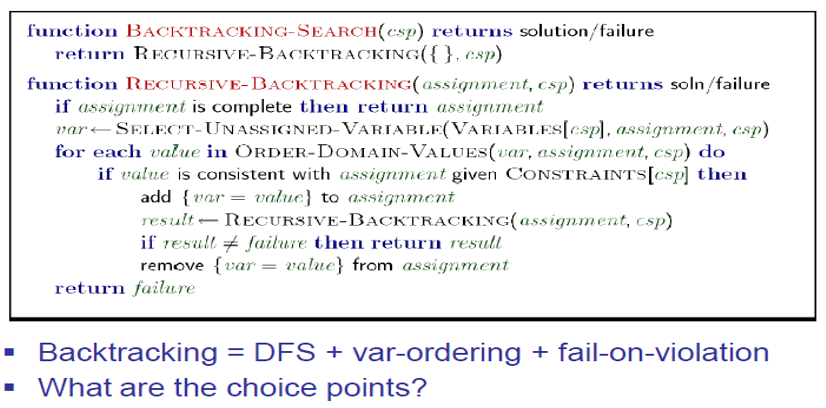 function BACKTRACKING-SEARCH(csp) returns solution/failure
return RECURSIVE-BACKTRACKING({ }, csp)
function RECURSIVE-BACKTRACKING(assignment, csp) returns soln/failure
if assignment is complete then return assignment
var ← SELECT-UNASSIGNED-VARIABLE(VARIABLES[csp], assignment, csp)
for each value in ORDER-DOMAIN-VALUES(var, assignment, csp) do
if value is consistent with assignment given CONSTRAINTS[csp] then
add {var = value} to assignment
result ← RECURSIVE-BACKTRACKING(assignment, csp)
if result ≠ failure then return result
remove {var = value} from assignment
return failure
▪ Backtracking = DFS + var-ordering + fail-on-violation
▪ What are the choice points?